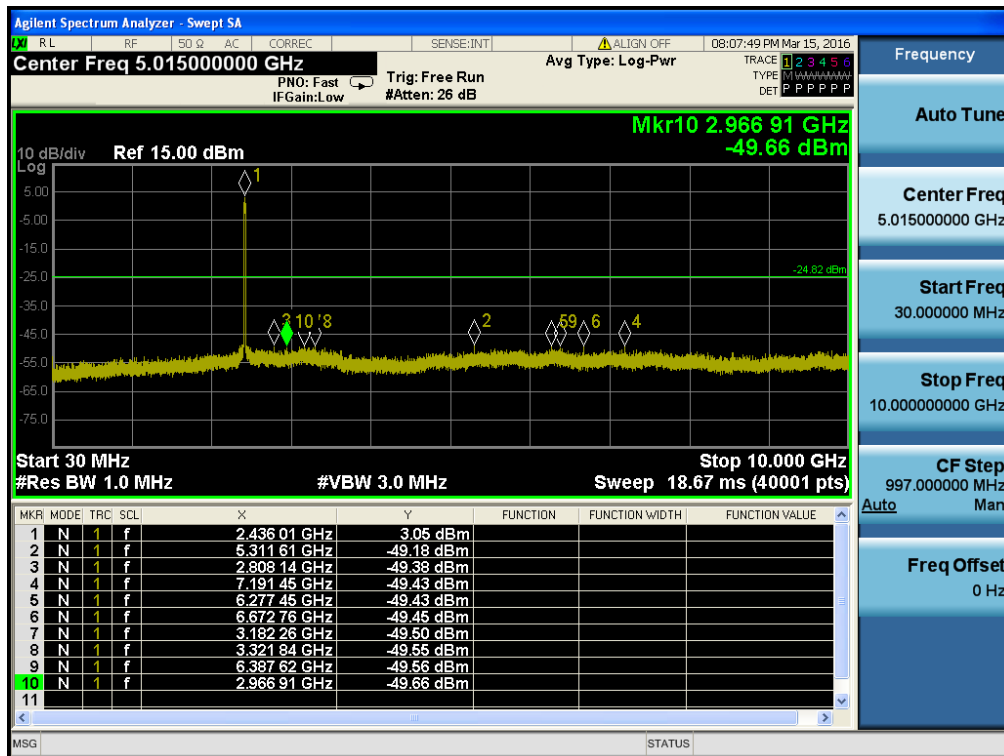 Agilent Spectrum Analyzer - Swept SA
LXI RL RF 50 Ω AC CORREC SENSE:INT ALIGN OFF 08:07:49 PM Mar 15, 2016
Center Freq 5.015000000 GHz
PNO: Fast
IFGain:Low
Trig: Free Run
#Atten: 26 dB
Avg Type: Log-Pwr
TRACE 1 2 3 4 5 6
TYPE M W W W W W
DET P P P P P P
Mkr10 2.966 91 GHz
-49.66 dBm
10 dB/div Ref 15.00 dBm
Log
5.00
-5.00
-15.0
-25.0
-35.0
-45.0
-55.0
-65.0
-75.0
1
-24.82 dBm
3 10 8 2 5 9 6 4
Start 30 MHz Stop 10.000 GHz
#Res BW 1.0 MHz #VBW 3.0 MHz Sweep 18.67 ms (40001 pts)
MKR MODE TRC SCL X Y FUNCTION FUNCTION WIDTH FUNCTION VALUE
1 N 1 f 2.436 01 GHz 3.05 dBm
2 N 1 f 5.311 61 GHz -49.18 dBm
3 N 1 f 2.808 14 GHz -49.38 dBm
4 N 1 f 7.191 45 GHz -49.43 dBm
5 N 1 f 6.277 45 GHz -49.43 dBm
6 N 1 f 6.672 76 GHz -49.45 dBm
7 N 1 f 3.182 26 GHz -49.50 dBm
8 N 1 f 3.321 84 GHz -49.55 dBm
9 N 1 f 6.387 62 GHz -49.56 dBm
10 N 1 f 2.966 91 GHz -49.66 dBm
11
MSG STATUS
Frequency
Auto Tune
Center Freq
5.015000000 GHz
Start Freq
30.000000 MHz
Stop Freq
10.000000000 GHz
CF Step
997.000000 MHz
Auto Man
Freq Offset
0 Hz